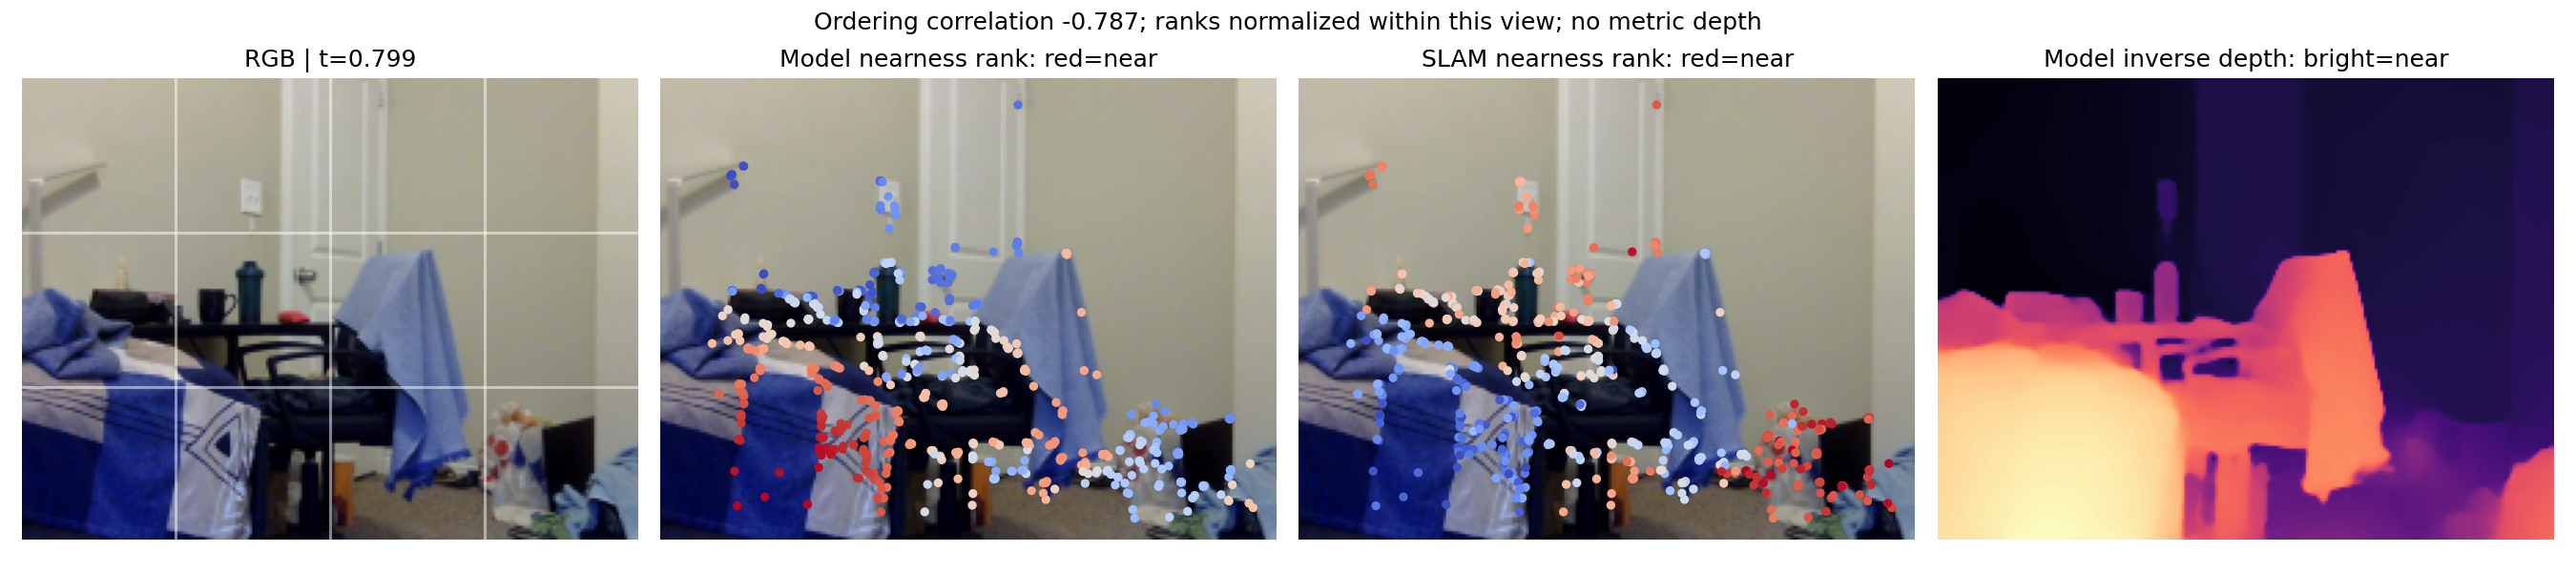 Ordering correlation -0.787; ranks normalized within this view; no metric depth
RGB | t=0.799
Model nearness rank: red=near
SLAM nearness rank: red=near
Model inverse depth: bright=near